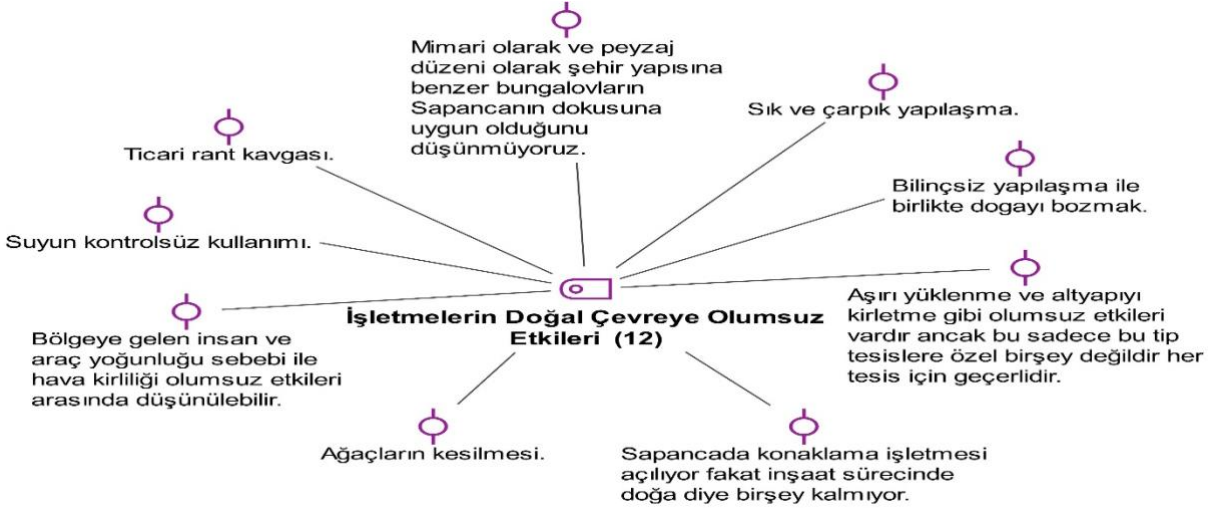 Mimari olarak ve peyzaj
düzeni olarak şehir yapısına
benzer bungalovların
Sapancanın dokusuna
uygun olduğunu
düşünmüyoruz.
Sık ve çarpık yapılaşma.
Ticari rant kavgası.
Bilinçsiz yapılaşma ile
birlikte dogayı bozmak.
Suyun kontrolsüz kullanımı.
Aşırı yüklenme ve altyapıyı
kirletme gibi olumsuz etkileri
vardır ancak bu sadece bu tip
tesislere özel birşey değildir her
tesis için geçerlidir.
İşletmelerin Doğal Çevreye Olumsuz
Etkileri (12)
Bölgeye gelen insan ve
araç yoğunluğu sebebi ile
hava kirliliği olumsuz etkileri
arasında düşünülebilir.
Ağaçların kesilmesi.
Sapancada konaklama işletmesi
açılıyor fakat inşaat sürecinde
doğa diye birşey kalmıyor.